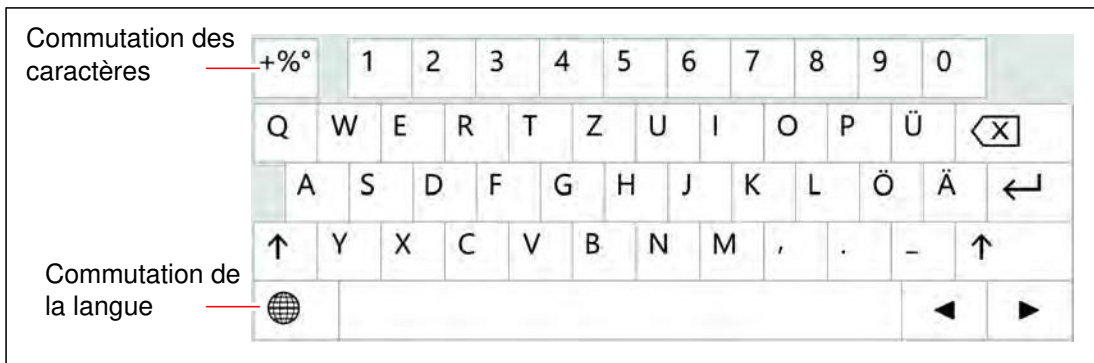 Commutation des
caractères
+%° 1 2 3 4 5 6 7 8 9 0
Q W E R T Z U I O P Ü
A S D F G H J K L Ö Ä
Y X C V B N M , . _
Commutation de
la langue